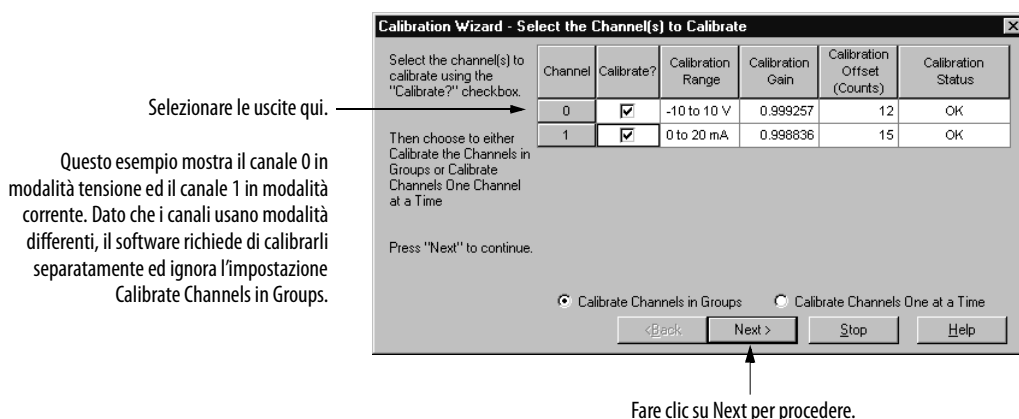 Calibration Wizard - Select the Channel(s) to Calibrate
Select the channel(s) to
calibrate using the
"Calibrate?" checkbox.
Then choose to either
Calibrate the Channels in
Groups or Calibrate
Channels One Channel
at a Time
Press "Next" to continue.
Channel Calibrate? Calibration Range Calibration Gain Calibration Offset (Counts) Calibration Status
0 -10 to 10 V 0.999257 12 OK
1 0 to 20 mA 0.998836 15 OK
Calibrate Channels in Groups Calibrate Channels One at a Time
<Back Next > Stop Help
Selezionare le uscite qui.
Questo esempio mostra il canale 0 in
modalità tensione ed il canale 1 in modalità
corrente. Dato che i canali usano modalità
differenti, il software richiede di calibrarli
separatamente ed ignora l'impostazione
Calibrate Channels in Groups.
Fare clic su Next per procedere.